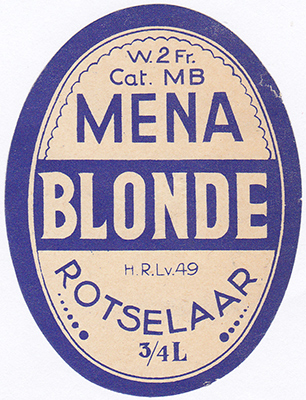 W. 2 Fr.
Cat. MB
MENA
BLONDE
H.R.Lv.49
ROTSELAAR
3/4 L